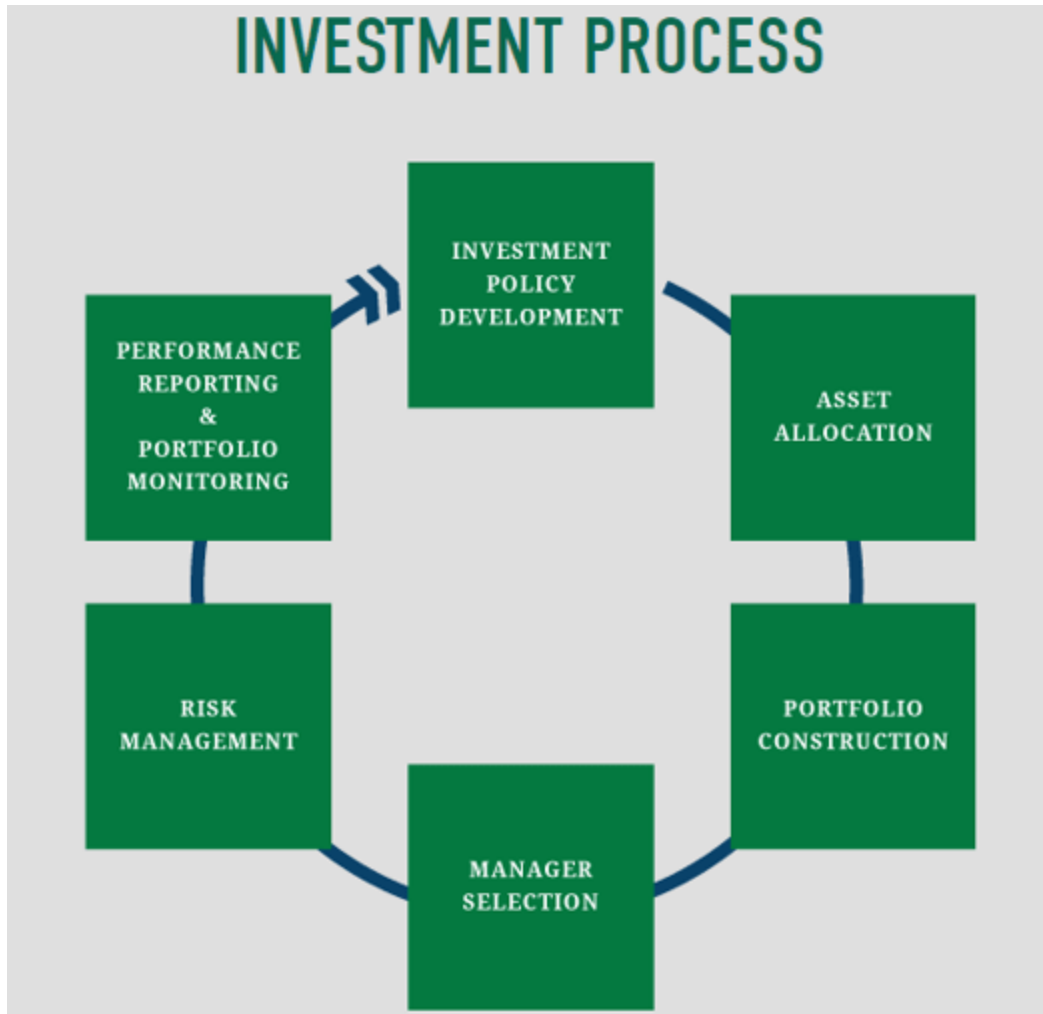 INVESTMENT PROCESS
INVESTMENT
POLICY
DEVELOPMENT
ASSET
ALLOCATION
PORTFOLIO
CONSTRUCTION
MANAGER
SELECTION
RISK
MANAGEMENT
PERFORMANCE
REPORTING
&
PORTFOLIO
MONITORING